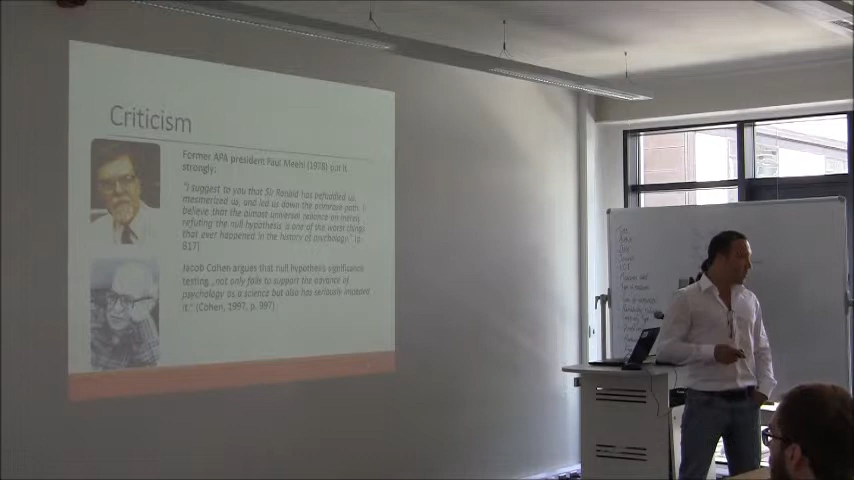 Criticism
Former APA president Paul Meehl (1978) put it
strongly:
"I suggest to you that Sir Ronald has befuddled us,
mesmerized us, and led us down the primrose path. I
believe that the almost universal reliance on merely
refuting the null hypothesis is one of the worst things
that ever happened in the history of psychology." (p.
817)
Jacob Cohen argues that null hypothesis significance
testing „not only fails to support the advance of
psychology as a science but also has seriously impeded
it." (Cohen, 1997, p. 997)